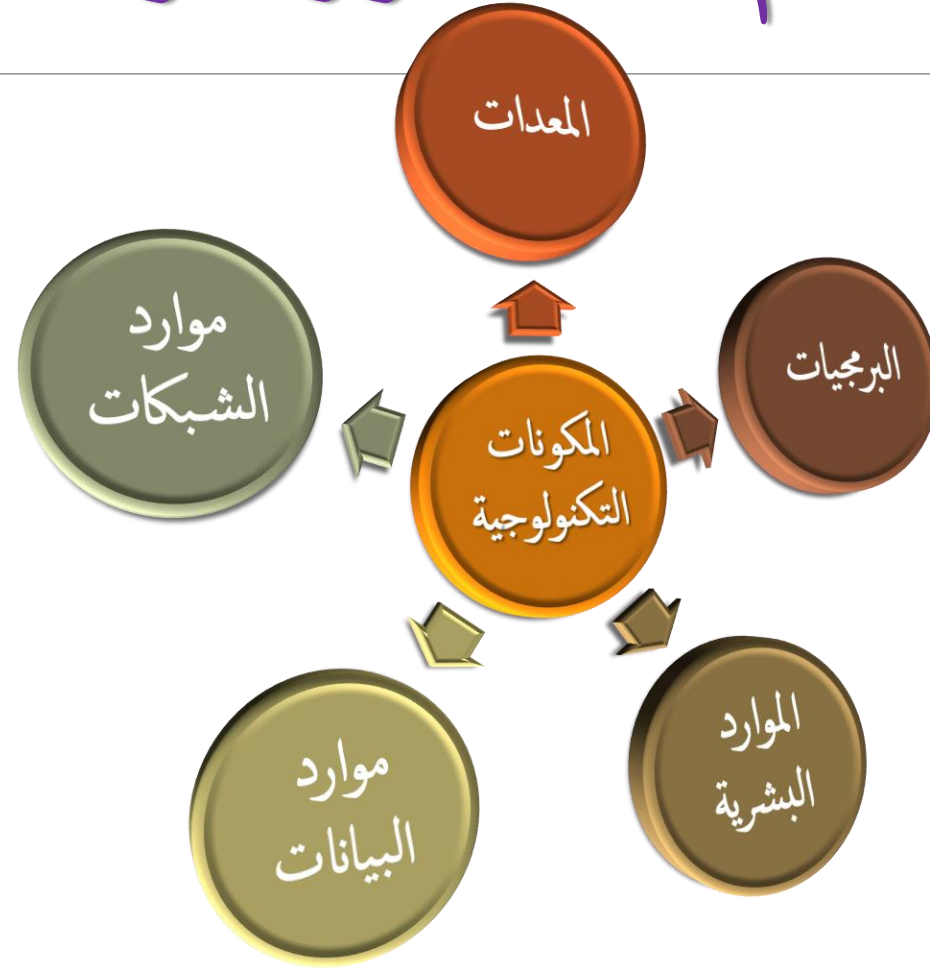 المعدات
البرمجيات
موارد
الشبكات
المكونات
التكنولوجية
الموارد
البشرية
موارد
البيانات